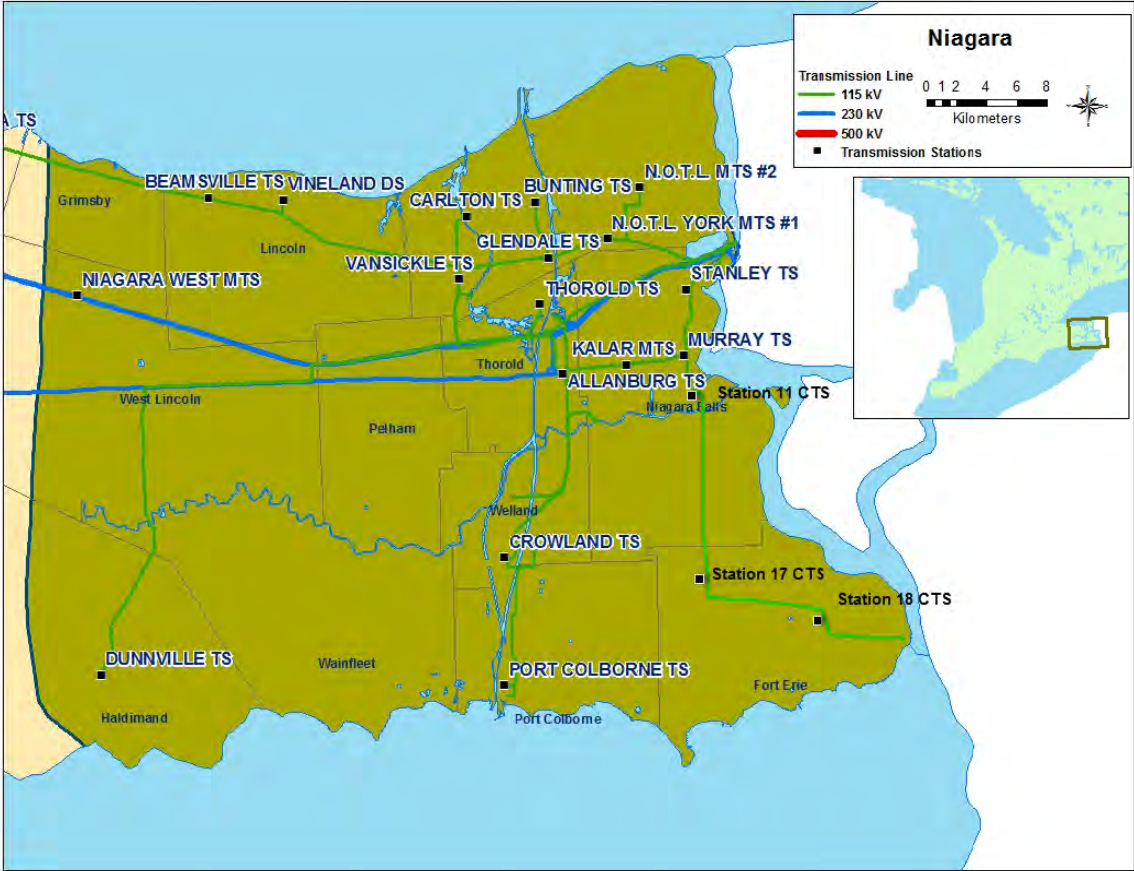 Niagara
Transmission Line
115 kV
230 kV
500 kV
Transmission Stations
0 1 2 4 6 8
Kilometers
A TS
Grimsby
BEAMSVILLE TS
VINELAND DS
Lincoln
CARLTON TS
BUNTING TS
N.O.T.L. MTS #2
N.O.T.L. YORK MTS #1
GLENDALE TS
VANSICKLE TS
NIAGARA WEST MTS
THOROLD TS
STANLEY TS
KALAR MTS
MURRAY TS
Thorold
ALLANBURG TS
Station 11 CTS
Niagara Falls
West Lincoln
Pelham
Welland
CROWLAND TS
Station 17 CTS
Station 18 CTS
DUNNVILLE TS
Wainfleet
PORT COLBORNE TS
Fort Erie
Haldimand
Port Colborne